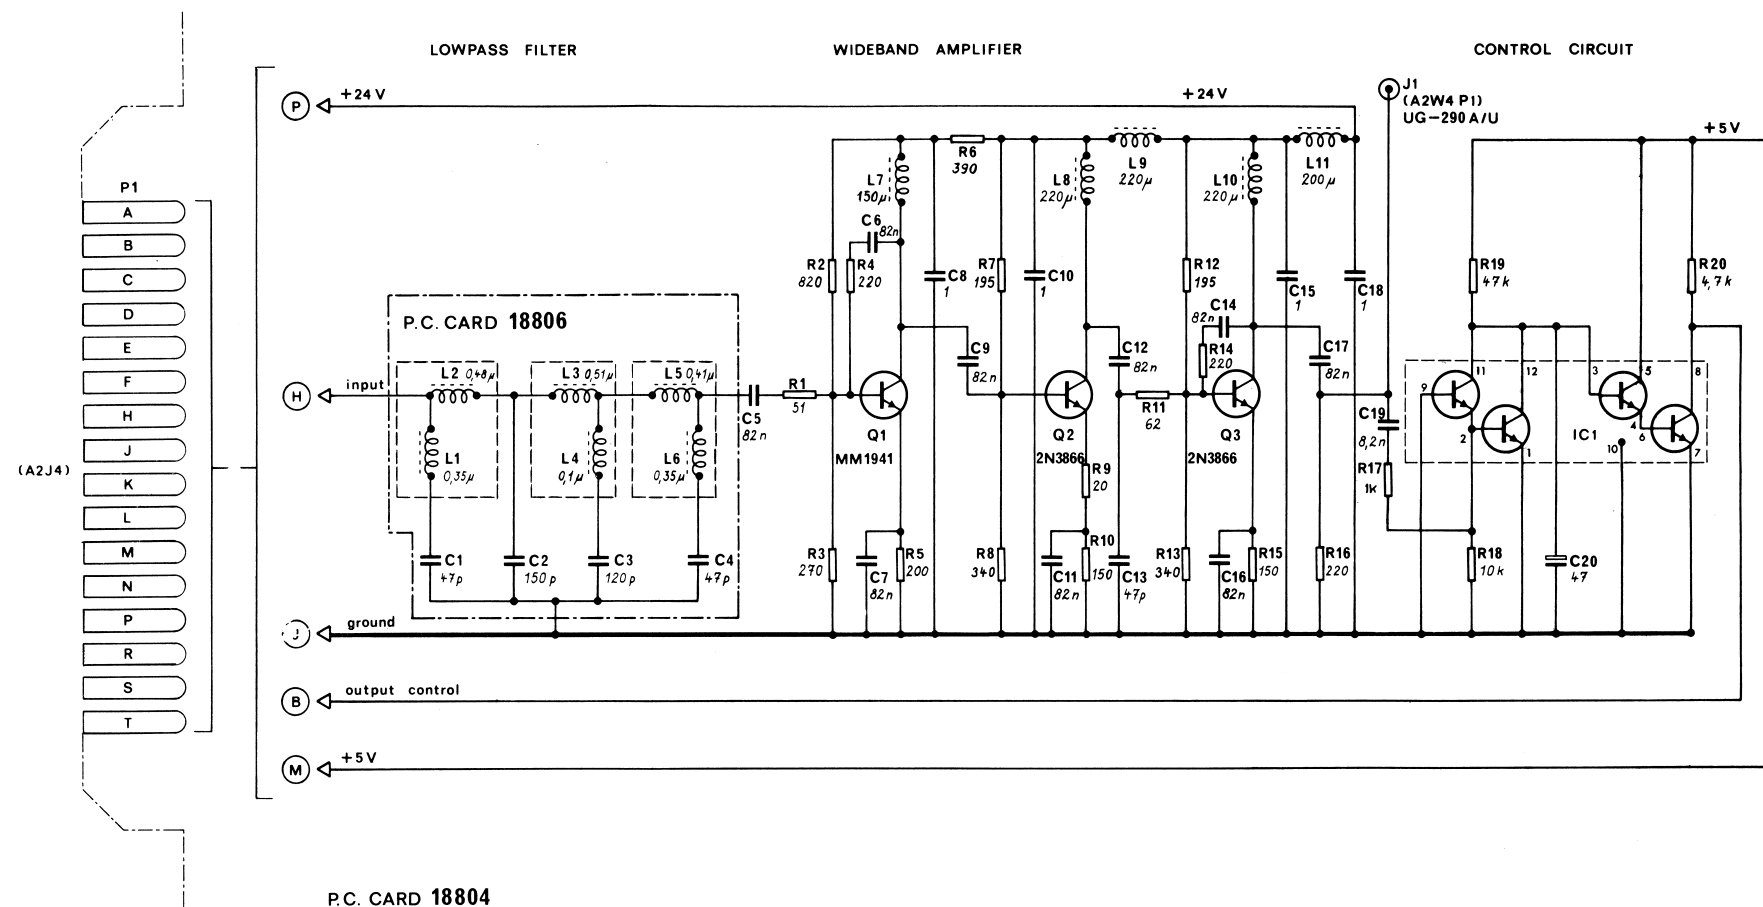 LOWPASS FILTER
WIDEBAND AMPLIFIER
CONTROL CIRCUIT
P
+24V
+24V
J1
(A2W4 P1)
UG-290A/U
+5V
P1
A
B
C
D
E
F
H
J
K
L
M
N
P
R
S
T
(A2J4)
P.C. CARD 18806
H
input
L2 0,48µ
L3 0,51µ
L5 0,41µ
L1
0,35µ
L4
0,1µ
L6
0,35µ
C1
47p
C2
150p
C3
120p
C4
47p
C5
82n
R1
51
R2
820
R4
220
C6
82n
L7
150µ
R6
390
C8
1
R7
195
C10
1
L8
220µ
L9
220µ
R12
195
L10
220µ
L11
200µ
C14
82n
R14
220
C15
1
C18
1
C9
82n
C12
82n
C17
82n
R11
62
Q1
MM1941
Q2
2N3866
Q3
2N3866
R9
20
R3
270
C7
82n
R5
200
R8
340
C11
82n
R10
150
C13
47p
R13
340
C16
82n
R15
150
R16
220
C19
8,2n
R17
1k
R18
10k
C20
47
R19
47k
R20
4,7k
9
11
12
3
5
8
2
1
IC1
10
4
6
7
J
ground
B
output control
M
+5V
P.C. CARD 18804